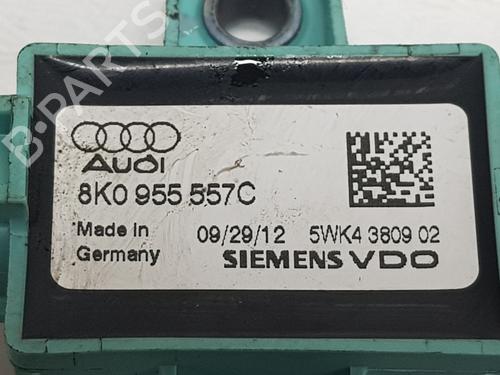 AUDI
8K0 955 557C
Made in Germany
09/29/12 5WK4 3809 02
SIEMENS VDO
B-PARTS